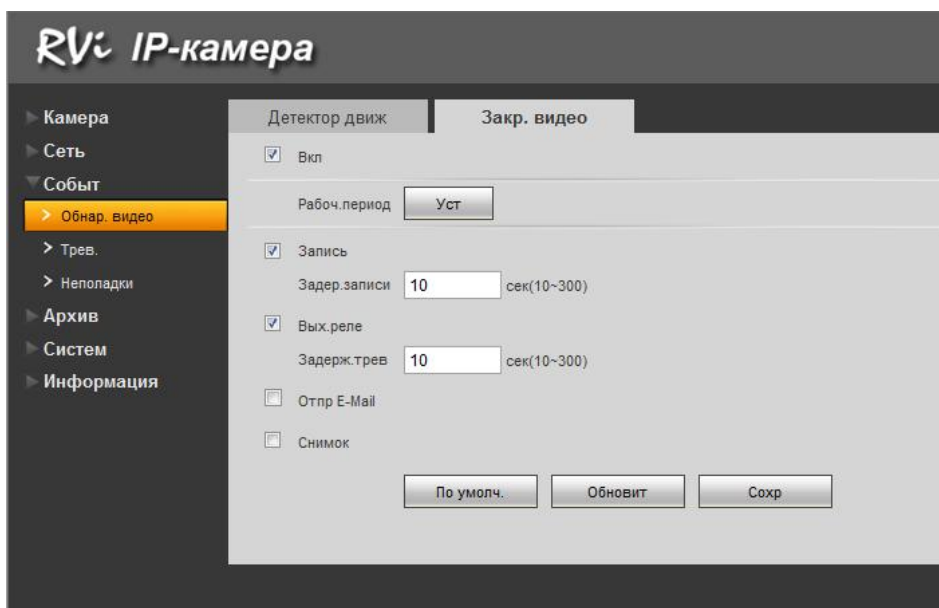 RVi IP-камера
Камера
Сеть
Событ
Обнар. видео
Трев.
Неполадки
Архив
Систем
Информация
Детектор движ Закр. видео
Вкл
Рабоч.период Уст
Запись
Задер.записи 10 сек(10~300)
Вых.реле
Задерж.трев 10 сек(10~300)
Отпр E-Mail
Снимок
По умолч. Обновит Сохр